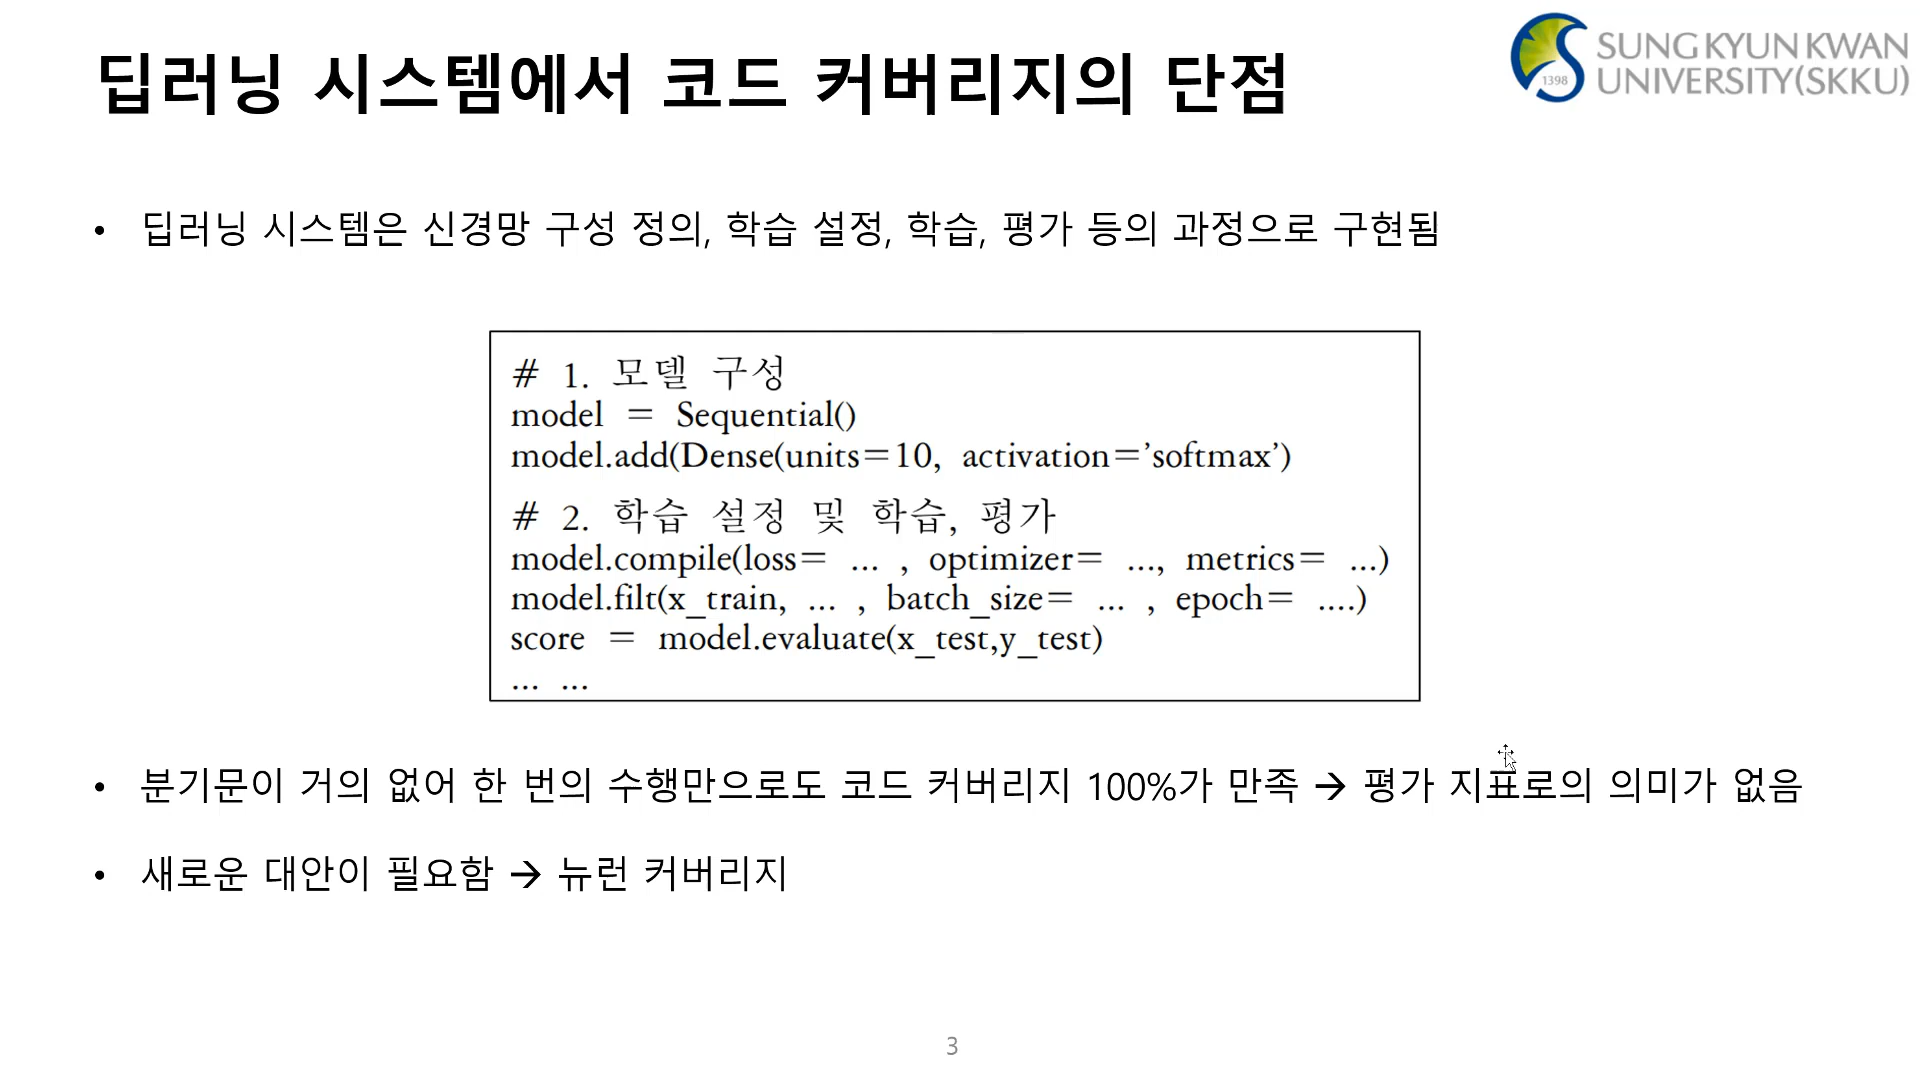 딥러닝 시스템에서 코드 커버리지의 단점
SUNG KYUN KWAN
UNIVERSITY(SKKU)
1398
• 딥러닝 시스템은 신경망 구성 정의, 학습 설정, 학습, 평가 등의 과정으로 구현됨
# 1. 모델 구성
model = Sequential()
model.add(Dense(units=10, activation=’softmax’)
# 2. 학습 설정 및 학습, 평가
model.compile(loss= ... , optimizer= ..., metrics= ...)
model.filt(x_train, ... , batch_size= ... , epoch= ....)
score = model.evaluate(x_test,y_test)
... ...
• 분기문이 거의 없어 한 번의 수행만으로도 코드 커버리지 100%가 만족 → 평가 지표로의 의미가 없음
• 새로운 대안이 필요함 → 뉴런 커버리지
3